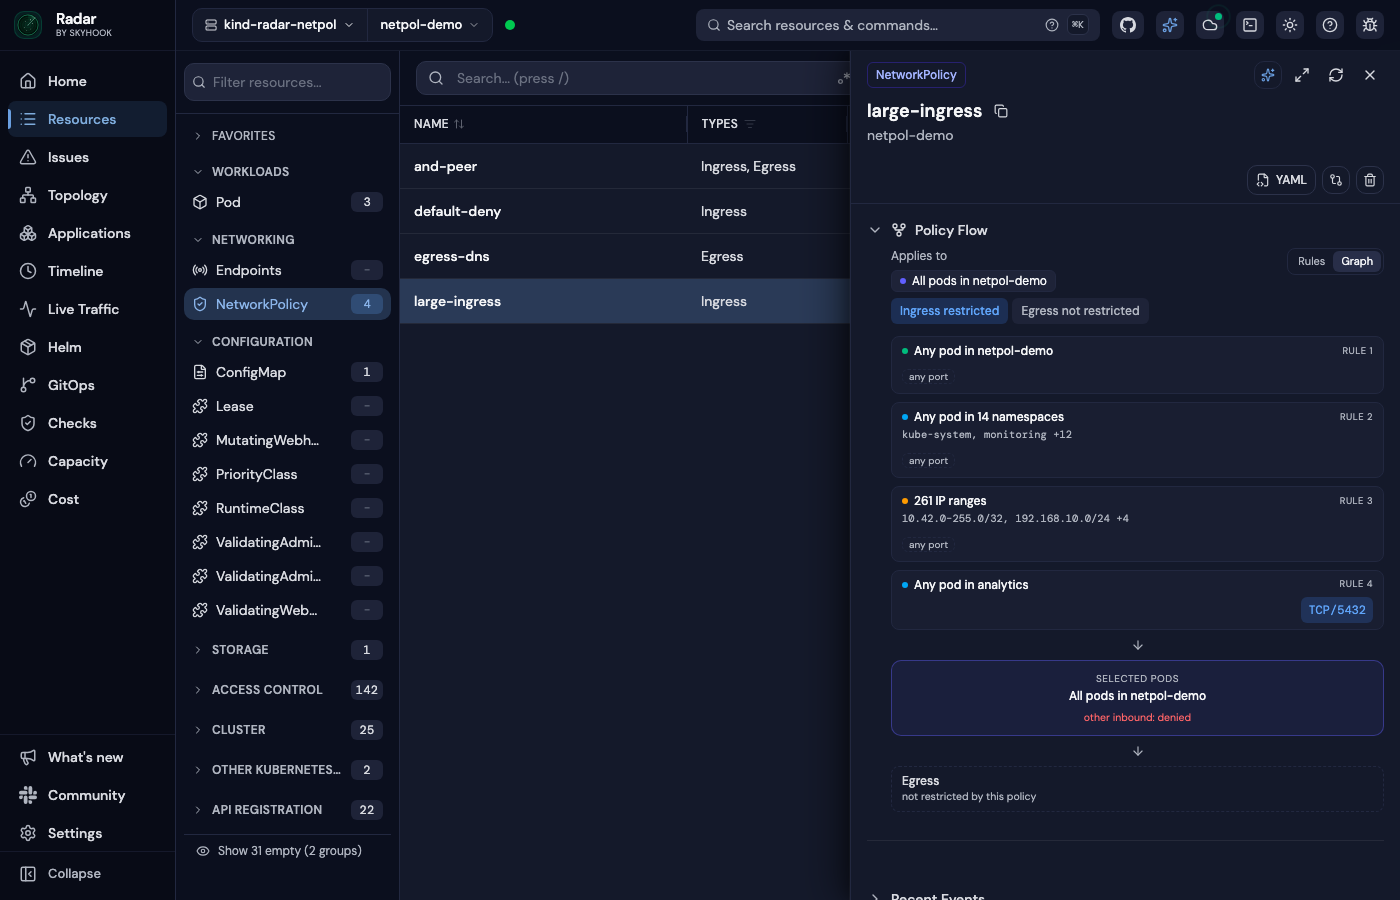 Radar
BY SKYHOOK
kind-radar-netpol
netpol-demo
Search resources & commands...
⌘K
Home
Resources
Issues
Topology
Applications
Timeline
Live Traffic
Helm
GitOps
Checks
Capacity
Cost
What's new
Community
Settings
Collapse
Filter resources...
FAVORITES
WORKLOADS
Pod 3
NETWORKING
Endpoints –
NetworkPolicy 4
CONFIGURATION
ConfigMap 1
Lease –
MutatingWebh... –
PriorityClass –
RuntimeClass –
ValidatingAdmi... –
ValidatingAdmi... –
ValidatingWeb... –
STORAGE 1
ACCESS CONTROL 142
CLUSTER 25
OTHER KUBERNETES... 2
API REGISTRATION 22
Show 31 empty (2 groups)
Search... (press /)
.*
NAME TYPES
and-peer Ingress, Egress
default-deny Ingress
egress-dns Egress
large-ingress Ingress
NetworkPolicy
large-ingress
netpol-demo
YAML
Policy Flow
Applies to
Rules Graph
All pods in netpol-demo
Ingress restricted Egress not restricted
Any pod in netpol-demo RULE 1
any port
Any pod in 14 namespaces RULE 2
kube-system, monitoring +12
any port
261 IP ranges RULE 3
10.42.0-255.0/32, 192.168.10.0/24 +4
any port
Any pod in analytics RULE 4
TCP/5432
SELECTED PODS
All pods in netpol-demo
other inbound: denied
Egress
not restricted by this policy
Recent Events